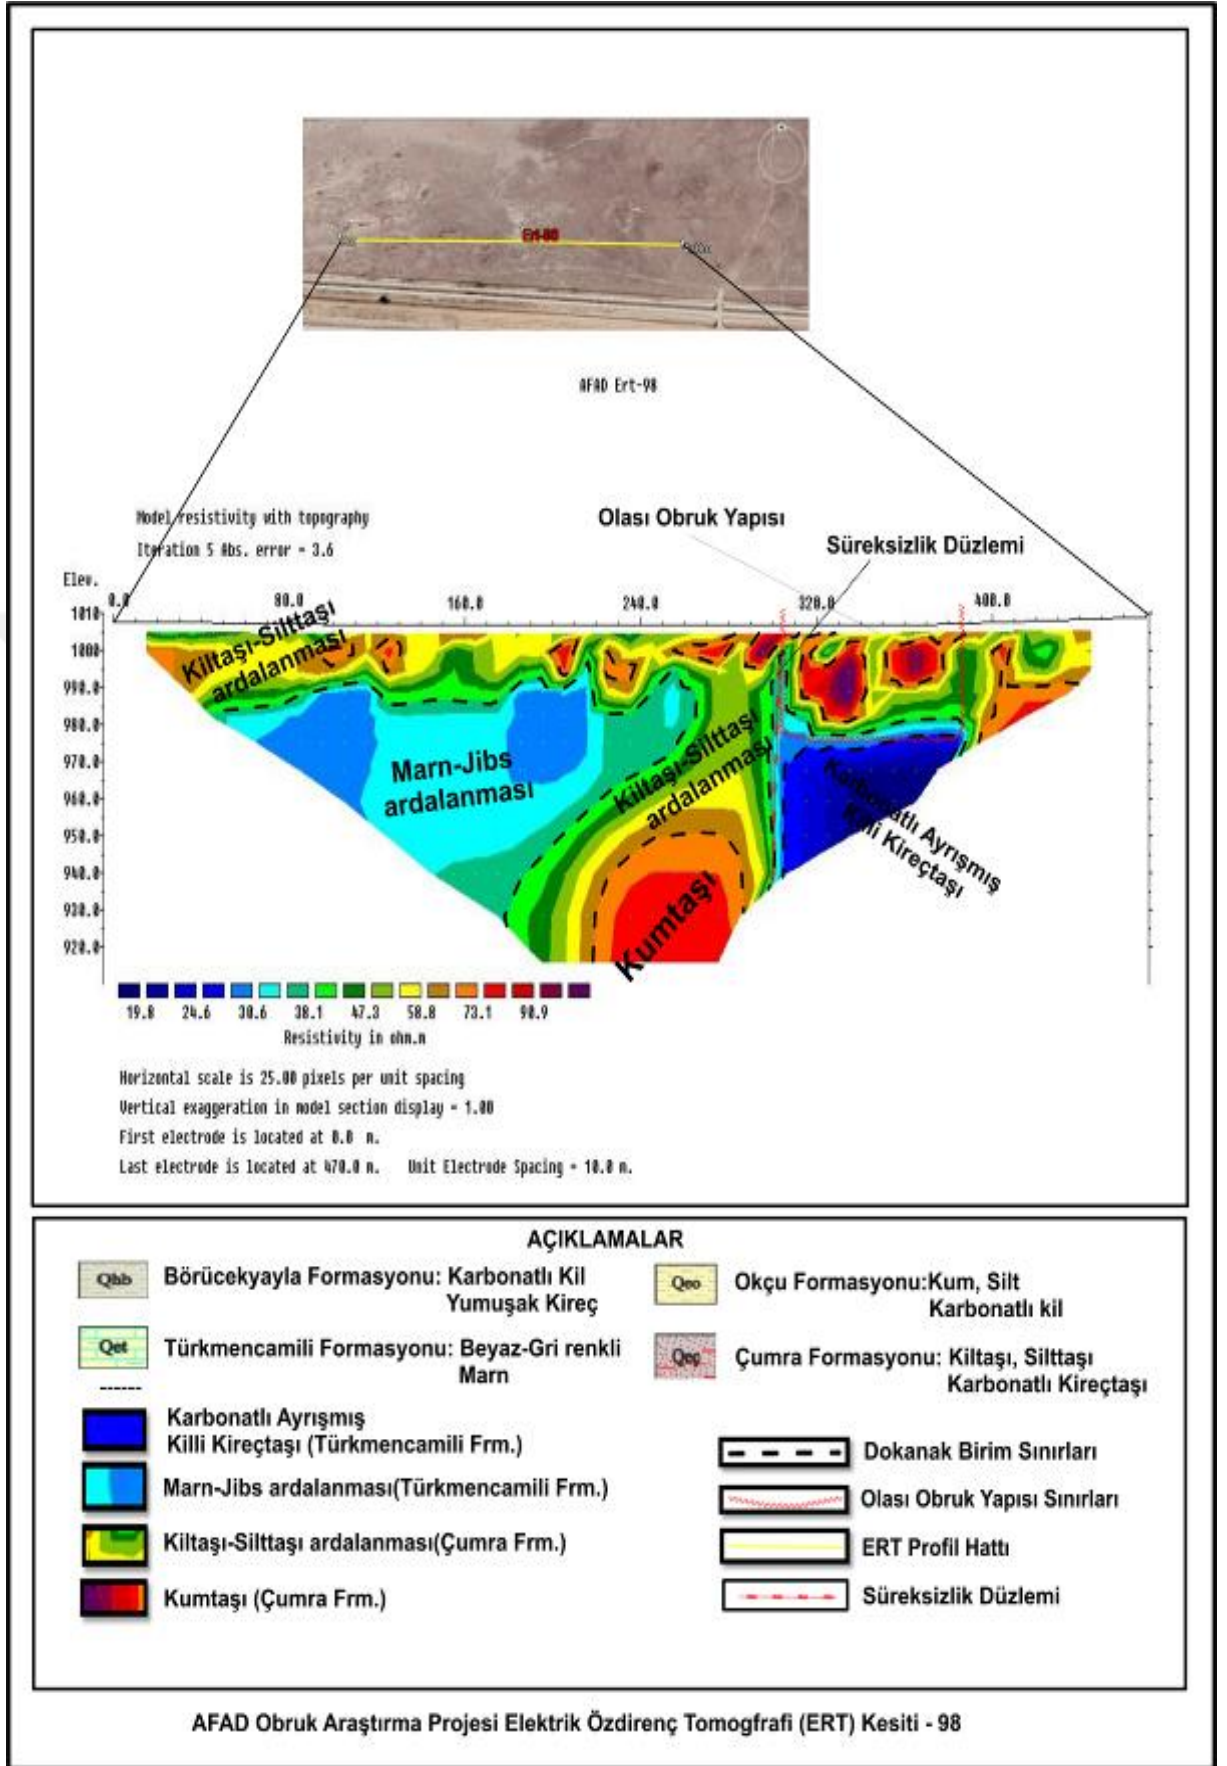 AFAD Ert-98
Model resistivity with topography
Iteration 5 Abs. error = 3.6
Olası Obruk Yapısı
Süreksizlik Düzlemi
Elev.
0.0 80.0 160.0 240.0 320.0 400.0
1010
1000
990.0
980.0
970.0
960.0
950.0
940.0
930.0
920.0
Kiltaşı-Silttaşı
ardalanması
Marn-Jibs
ardalanması
Kiltaşı-Silttaşı
ardalanması
Kumtaşı
Karbonatlı Ayrışmış
Killi Kireçtaşı
19.8 24.6 30.6 38.1 47.3 58.8 73.1 90.9
Resistivity in ohm.m
Horizontal scale is 25.00 pixels per unit spacing
Vertical exaggeration in model section display = 1.00
First electrode is located at 0.0 m.
Last electrode is located at 470.0 m. Unit Electrode Spacing = 10.0 m.
AÇIKLAMALAR
Qhb Börücekyayla Formasyonu: Karbonatlı Kil
Yumuşak Kireç
Qet Türkmencamili Formasyonu: Beyaz-Gri renkli
Marn
Karbonatlı Ayrışmış
Killi Kireçtaşı (Türkmencamili Frm.)
Marn-Jibs ardalanması(Türkmencamili Frm.)
Kiltaşı-Silttaşı ardalanması(Çumra Frm.)
Kumtaşı (Çumra Frm.)
Qeo Okçu Formasyonu:Kum, Silt
Karbonatlı kil
Qeç Çumra Formasyonu: Kiltaşı, Silttaşı
Karbonatlı Kireçtaşı
Dokanak Birim Sınırları
Olası Obruk Yapısı Sınırları
ERT Profil Hattı
Süreksizlik Düzlemi
AFAD Obruk Araştırma Projesi Elektrik Özdirenç Tomogfrafi (ERT) Kesiti - 98